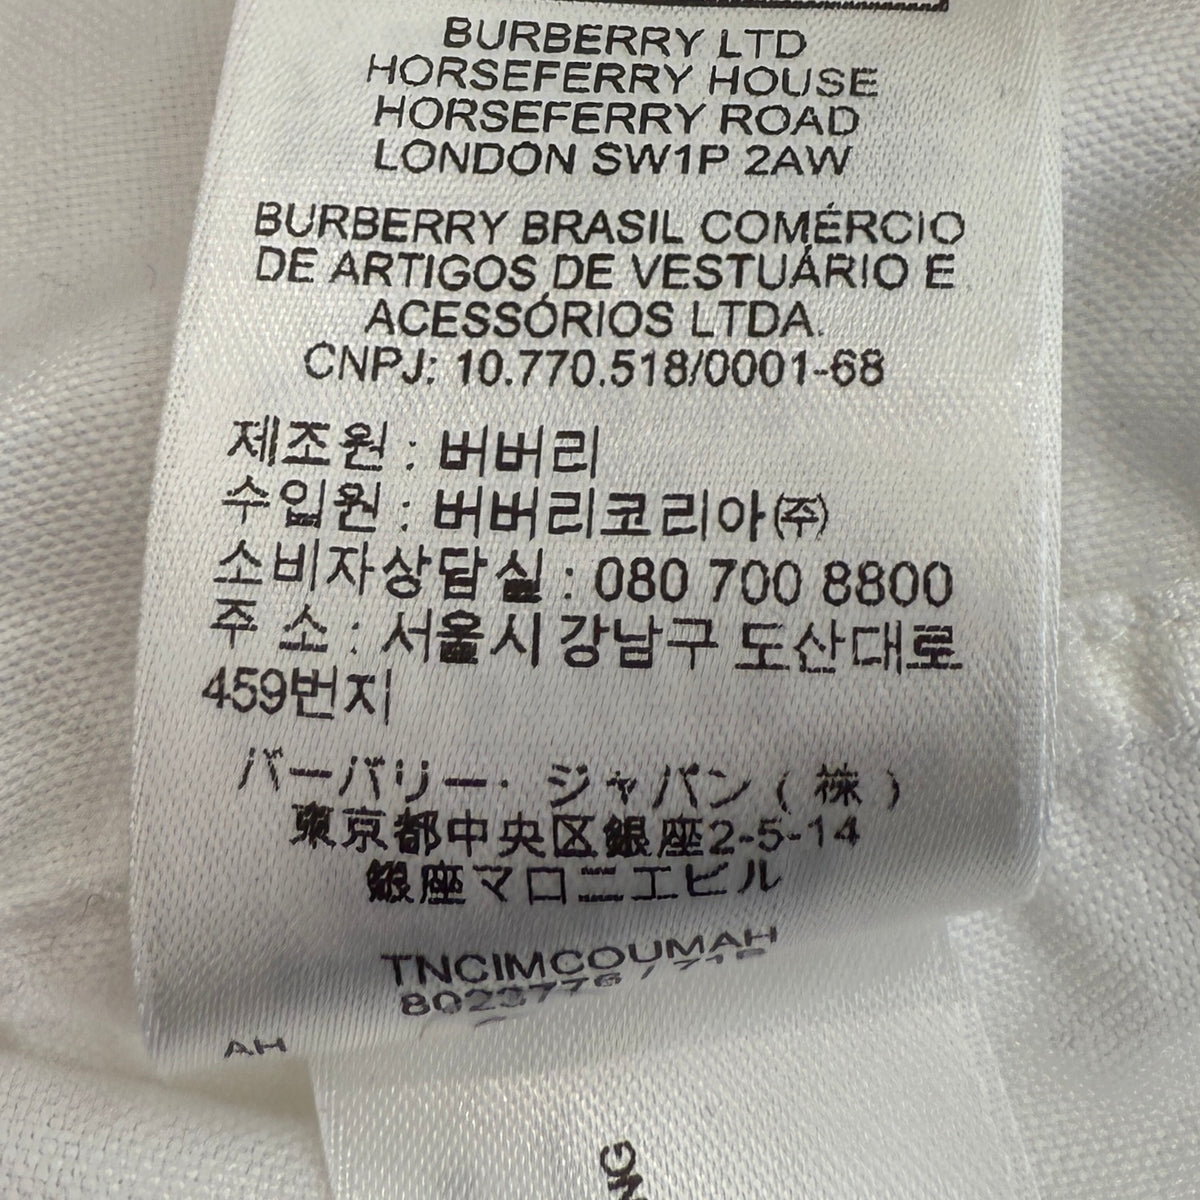 BURBERRY LTD
HORSEFERRY HOUSE
HORSEFERRY ROAD
LONDON SW1P 2AW
BURBERRY BRASIL COMÉRCIO
DE ARTIGOS DE VESTUÁRIO E
ACESSÓRIOS LTDA.
CNPJ: 10.770.518/0001-68
제조원 : 버버리
수입원 : 버버리코리아㈜
소비자상담실 : 080 700 8800
주 소 : 서울시 강남구 도산대로
459번지
バーバリー・ジャパン ( 株 )
東京都中央区銀座2-5-14
銀座マロニエビル
TNCIMCOUMAH
8023776 /
AH